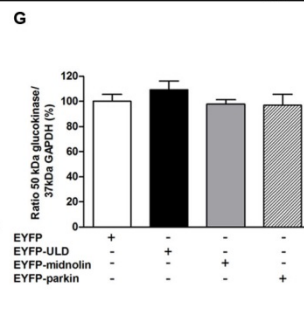 G
Ratio 50 kDa glucokinase/
37kDa GAPDH (%)
120
100
80
60
40
20
0
EYFP + - - -
EYFP-ULD - + - -
EYFP-midnolin - - + -
EYFP-parkin - - - +